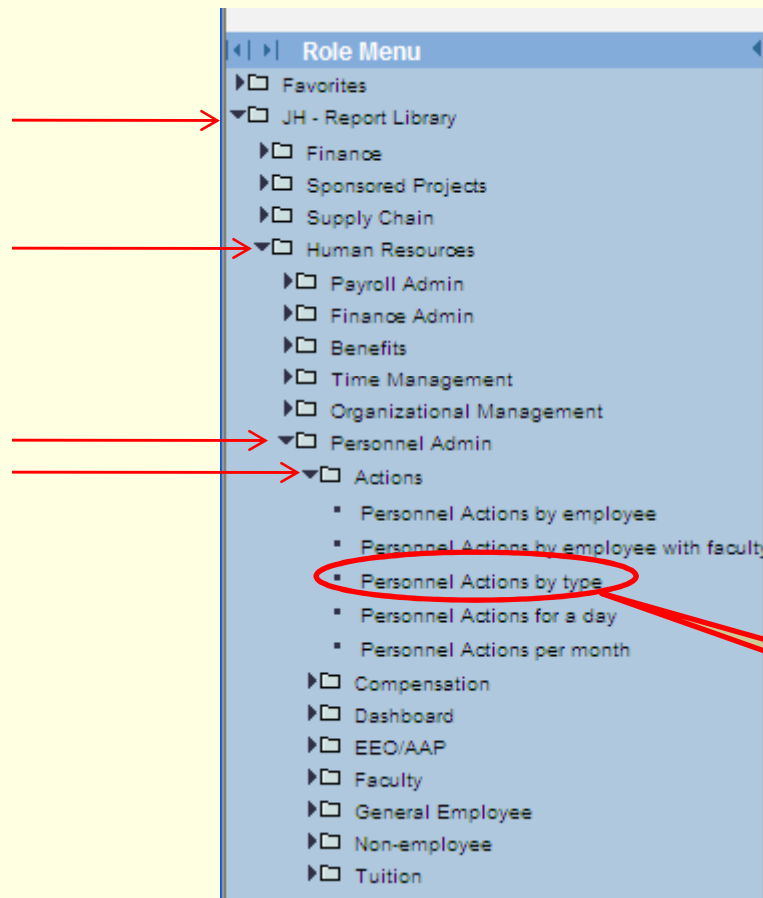 Role Menu
Favorites
JH - Report Library
Finance
Sponsored Projects
Supply Chain
Human Resources
Payroll Admin
Finance Admin
Benefits
Time Management
Organizational Management
Personnel Admin
Actions
Personnel Actions by employee
Personnel Actions by employee with faculty
Personnel Actions by type
Personnel Actions for a day
Personnel Actions per month
Compensation
Dashboard
EEO/AAP
Faculty
General Employee
Non-employee
Tuition